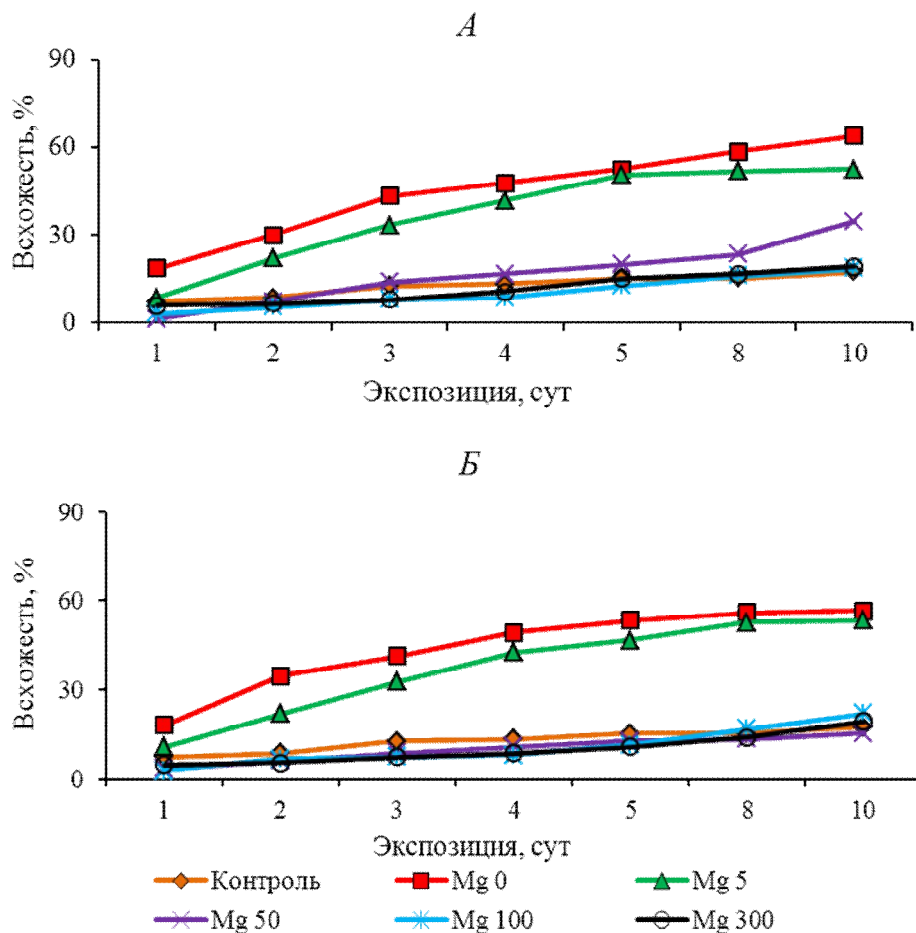 А
90
60
30
0
Всхожесть, %
1 2 3 4 5 8 10
Экспозиция, сут
Б
90
60
30
0
Всхожесть, %
1 2 3 4 5 8 10
Экспозиция, сут
Контроль Mg 0 Mg 5
Mg 50 Mg 100 Mg 300